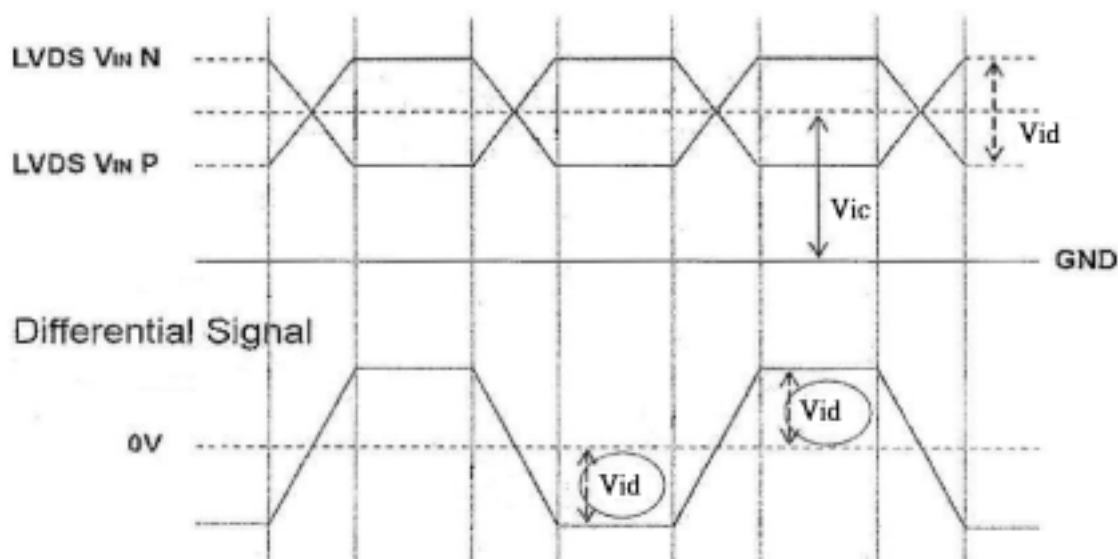 LVDS VIN N
Vid
LVDS VIN P
Vic
GND
Differential Signal
Vid
0V
Vid